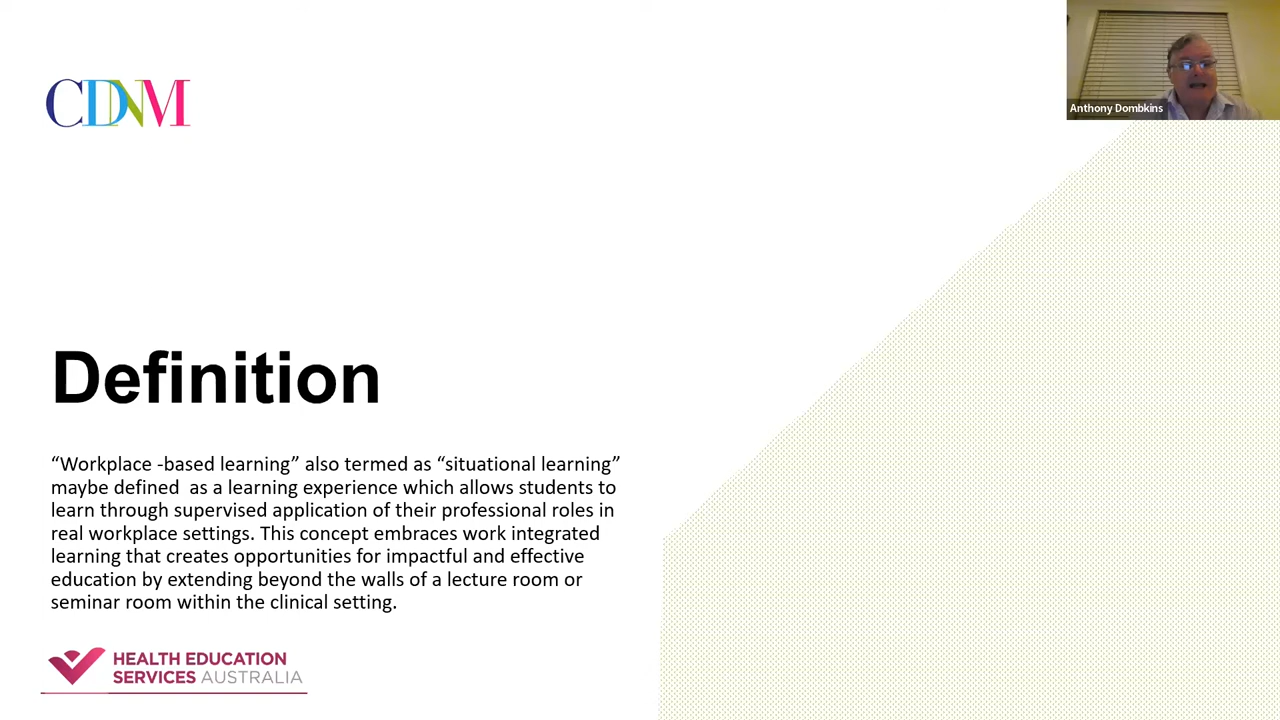 CDNM
Anthony Dombkins
Definition
“Workplace -based learning” also termed as “situational learning”
maybe defined  as a learning experience which allows students to
learn through supervised application of their professional roles in
real workplace settings. This concept embraces work integrated
learning that creates opportunities for impactful and effective
education by extending beyond the walls of a lecture room or
seminar room within the clinical setting.
HEALTH EDUCATION
SERVICES AUSTRALIA